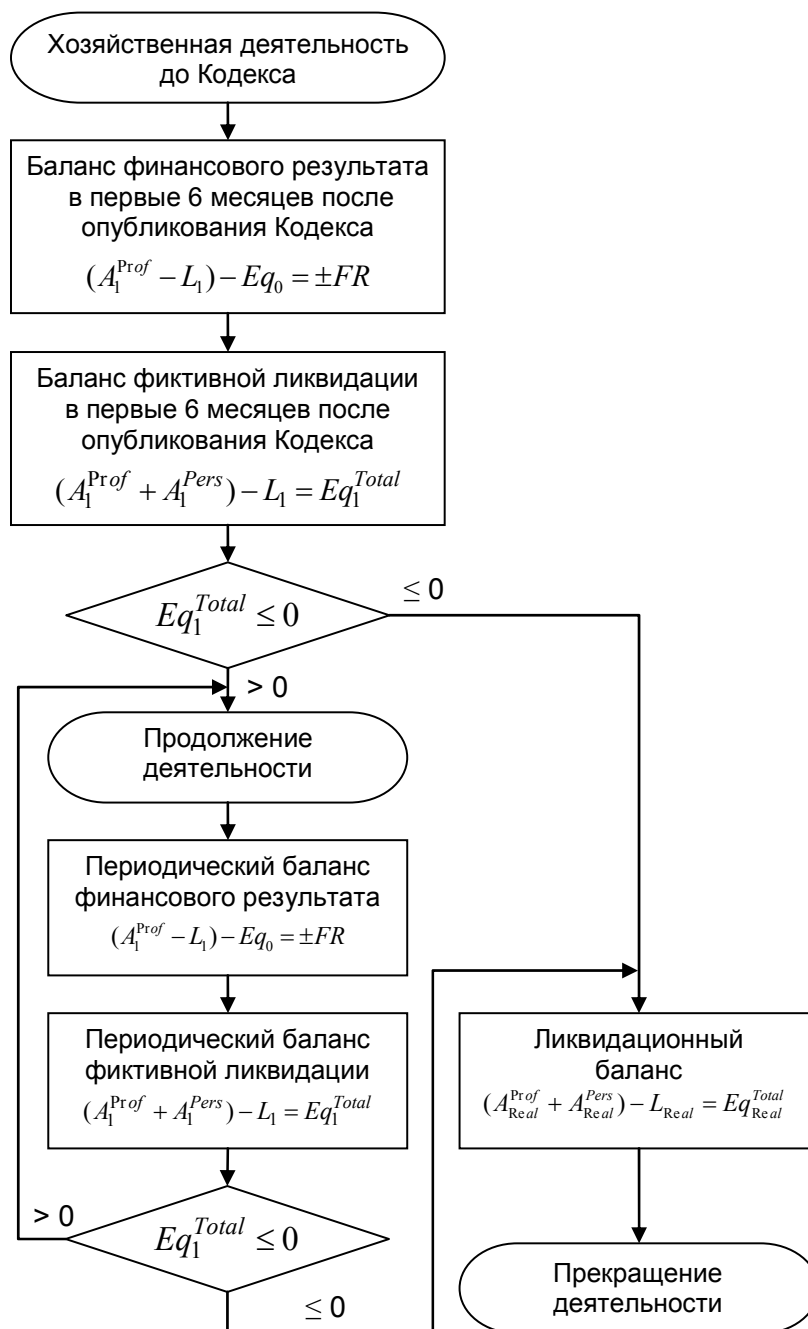 Хозяйственная деятельность
до Кодекса
Баланс финансового результата
в первые 6 месяцев после
опубликования Кодекса
(A₁^Prof − L₁) − Eq₀ = ±FR
Баланс фиктивной ликвидации
в первые 6 месяцев после
опубликования Кодекса
(A₁^Prof + A₁^Pers) − L₁ = Eq₁^Total
Eq₁^Total ≤ 0
≤ 0
> 0
Продолжение
деятельности
Периодический баланс
финансового результата
(A₁^Prof − L₁) − Eq₀ = ±FR
Периодический баланс
фиктивной ликвидации
(A₁^Prof + A₁^Pers) − L₁ = Eq₁^Total
Ликвидационный
баланс
(A_Real^Prof + A_Real^Pers) − L_Real = Eq_Real^Total
> 0
Eq₁^Total ≤ 0
≤ 0
Прекращение
деятельности